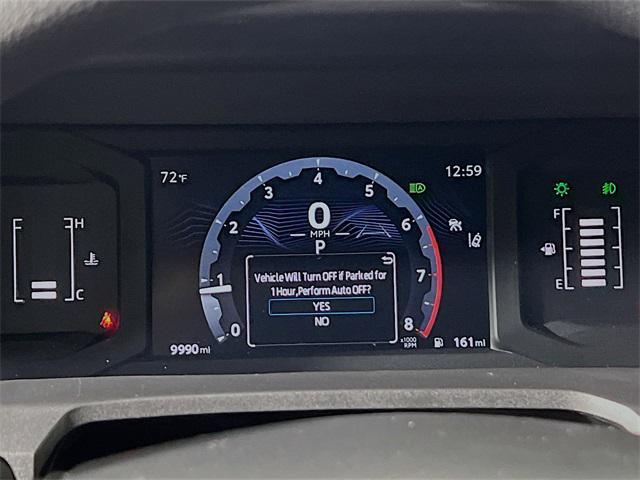 72°F
12:59
4
3
5
2
6
1
7
0
8
0
MPH
P
Vehicle Will Turn OFF if Parked for
1 Hour,Perform Auto OFF?
YES
NO
x1000
RPM
9990 mi
161 mi
H
C
F
E
A